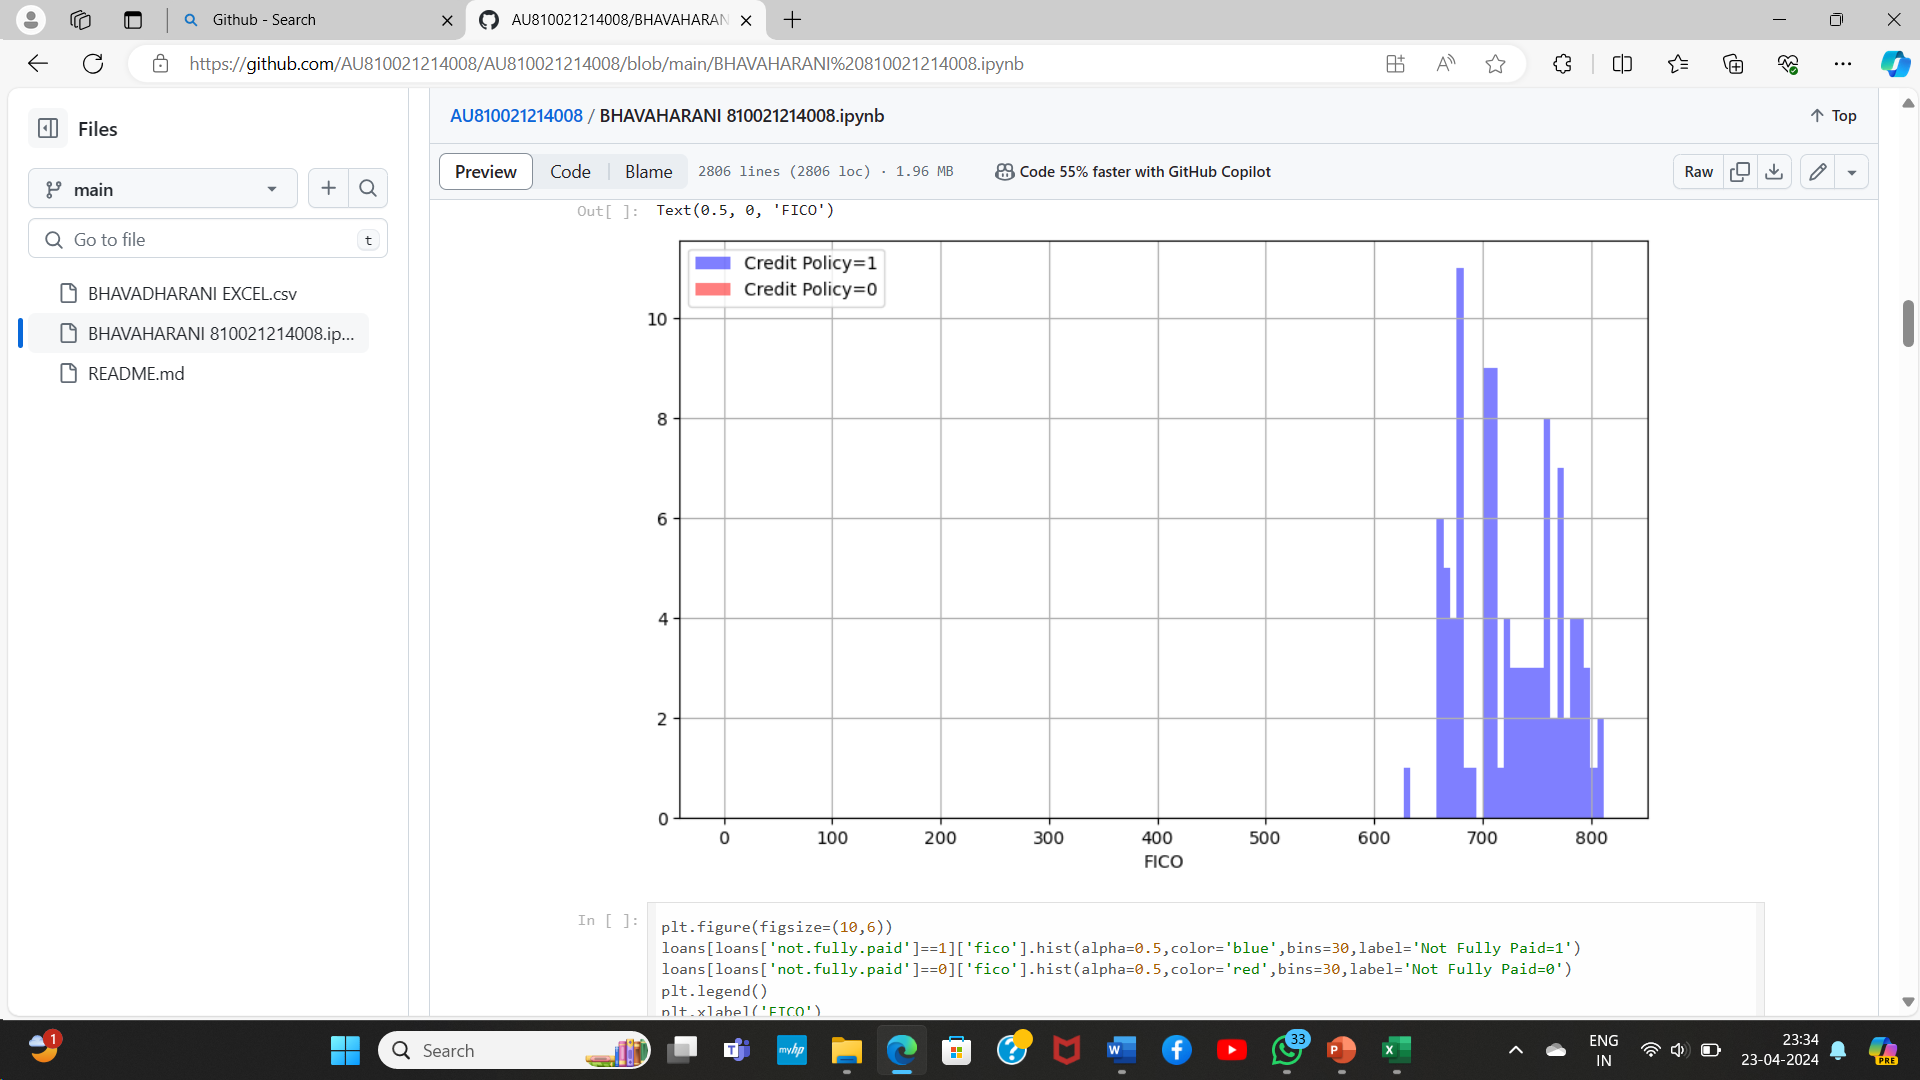 Github - Search
AU810021214008/BHAVAHARAN
https://github.com/AU810021214008/AU810021214008/blob/main/BHAVAHARANI%20810021214008.ipynb
Files
main
Go to file
t
BHAVADHARANI EXCEL.csv
BHAVAHARANI 810021214008.ip...
README.md
AU810021214008 / BHAVAHARANI 810021214008.ipynb
Top
Preview
Code
Blame
2806 lines (2806 loc) · 1.96 MB
Code 55% faster with GitHub Copilot
Raw
Out[ ]: Text(0.5, 0, 'FICO')
Credit Policy=1
Credit Policy=0
10
8
6
4
2
0
0 100 200 300 400 500 600 700 800
FICO
In [ ]:
plt.figure(figsize=(10,6))
loans[loans['not.fully.paid']==1]['fico'].hist(alpha=0.5,color='blue',bins=30,label='Not Fully Paid=1')
loans[loans['not.fully.paid']==0]['fico'].hist(alpha=0.5,color='red',bins=30,label='Not Fully Paid=0')
plt.legend()
plt.xlabel('FICO')
1
Search
myhp
33
ENG
IN
23:34
23-04-2024
PRE